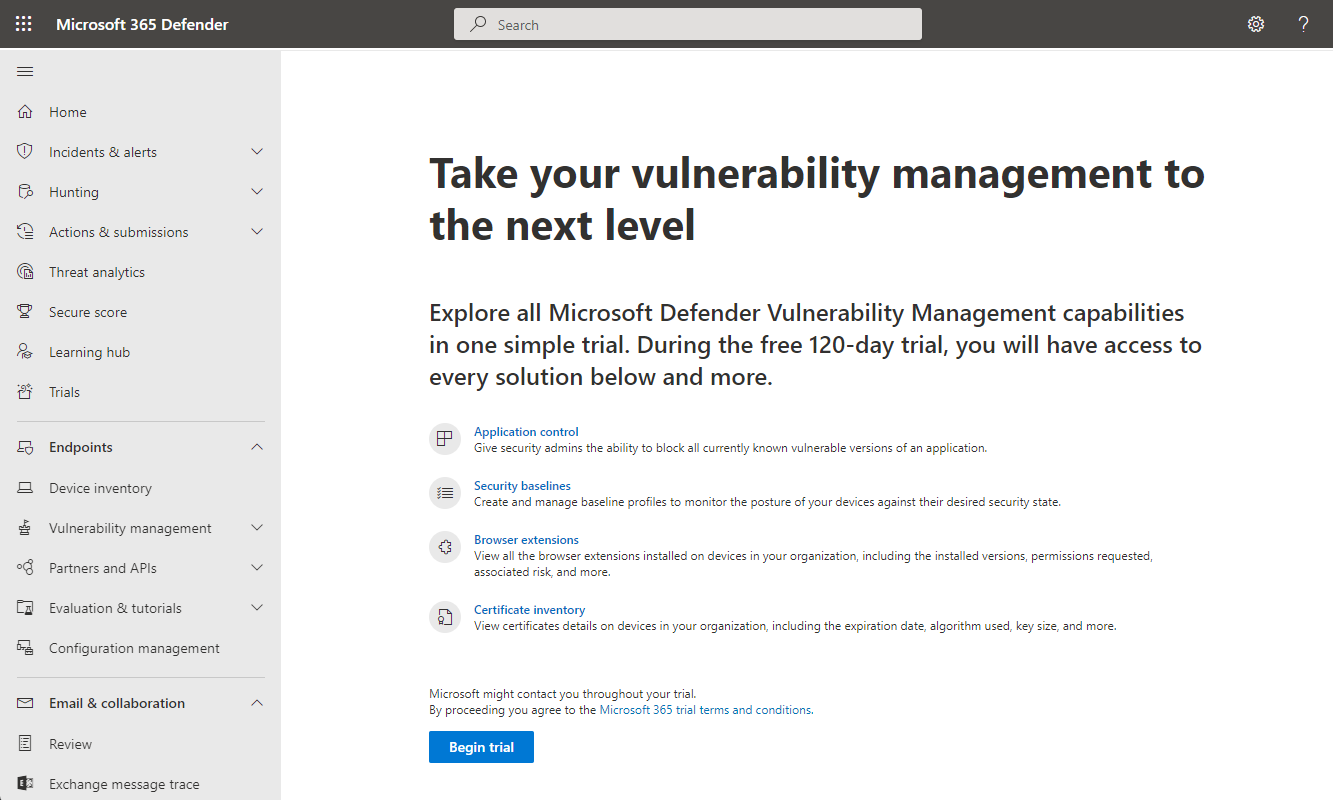 Microsoft 365 Defender
Search
Home
Incidents & alerts
Hunting
Actions & submissions
Threat analytics
Secure score
Learning hub
Trials
Endpoints
Device inventory
Vulnerability management
Partners and APIs
Evaluation & tutorials
Configuration management
Email & collaboration
Review
Exchange message trace
Take your vulnerability management to
the next level
Explore all Microsoft Defender Vulnerability Management capabilities
in one simple trial. During the free 120-day trial, you will have access to
every solution below and more.
Application control
Give security admins the ability to block all currently known vulnerable versions of an application.
Security baselines
Create and manage baseline profiles to monitor the posture of your devices against their desired security state.
Browser extensions
View all the browser extensions installed on devices in your organization, including the installed versions, permissions requested,
associated risk, and more.
Certificate inventory
View certificates details on devices in your organization, including the expiration date, algorithm used, key size, and more.
Microsoft might contact you throughout your trial.
By proceeding you agree to the Microsoft 365 trial terms and conditions.
Begin trial